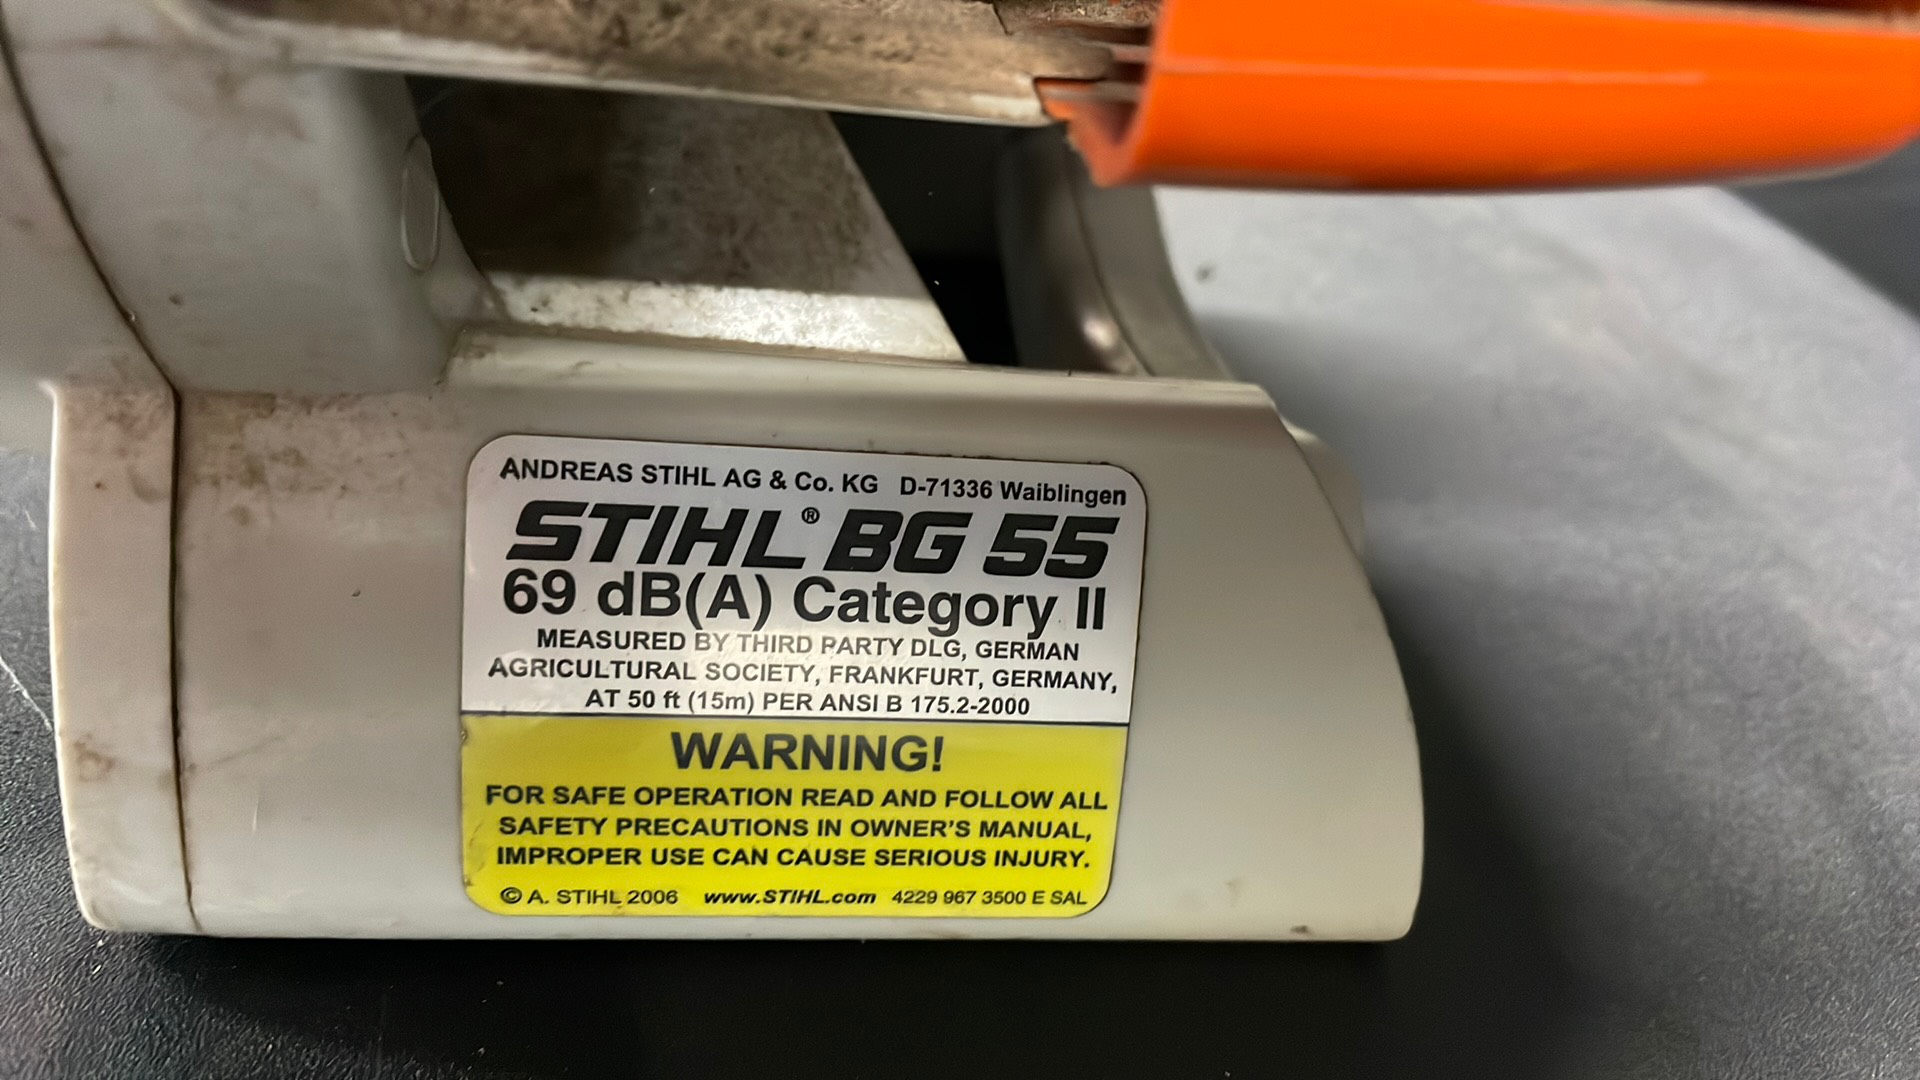 ANDREAS STIHL AG & Co. KG D-71336 Waiblingen
STIHL® BG 55
69 dB(A) Category II
MEASURED BY THIRD PARTY DLG, GERMAN
AGRICULTURAL SOCIETY, FRANKFURT, GERMANY,
AT 50 ft (15m) PER ANSI B 175.2-2000
WARNING!
FOR SAFE OPERATION READ AND FOLLOW ALL
SAFETY PRECAUTIONS IN OWNER'S MANUAL,
IMPROPER USE CAN CAUSE SERIOUS INJURY.
© A. STIHL 2006 www.STIHL.com 4229 967 3500 E SAL